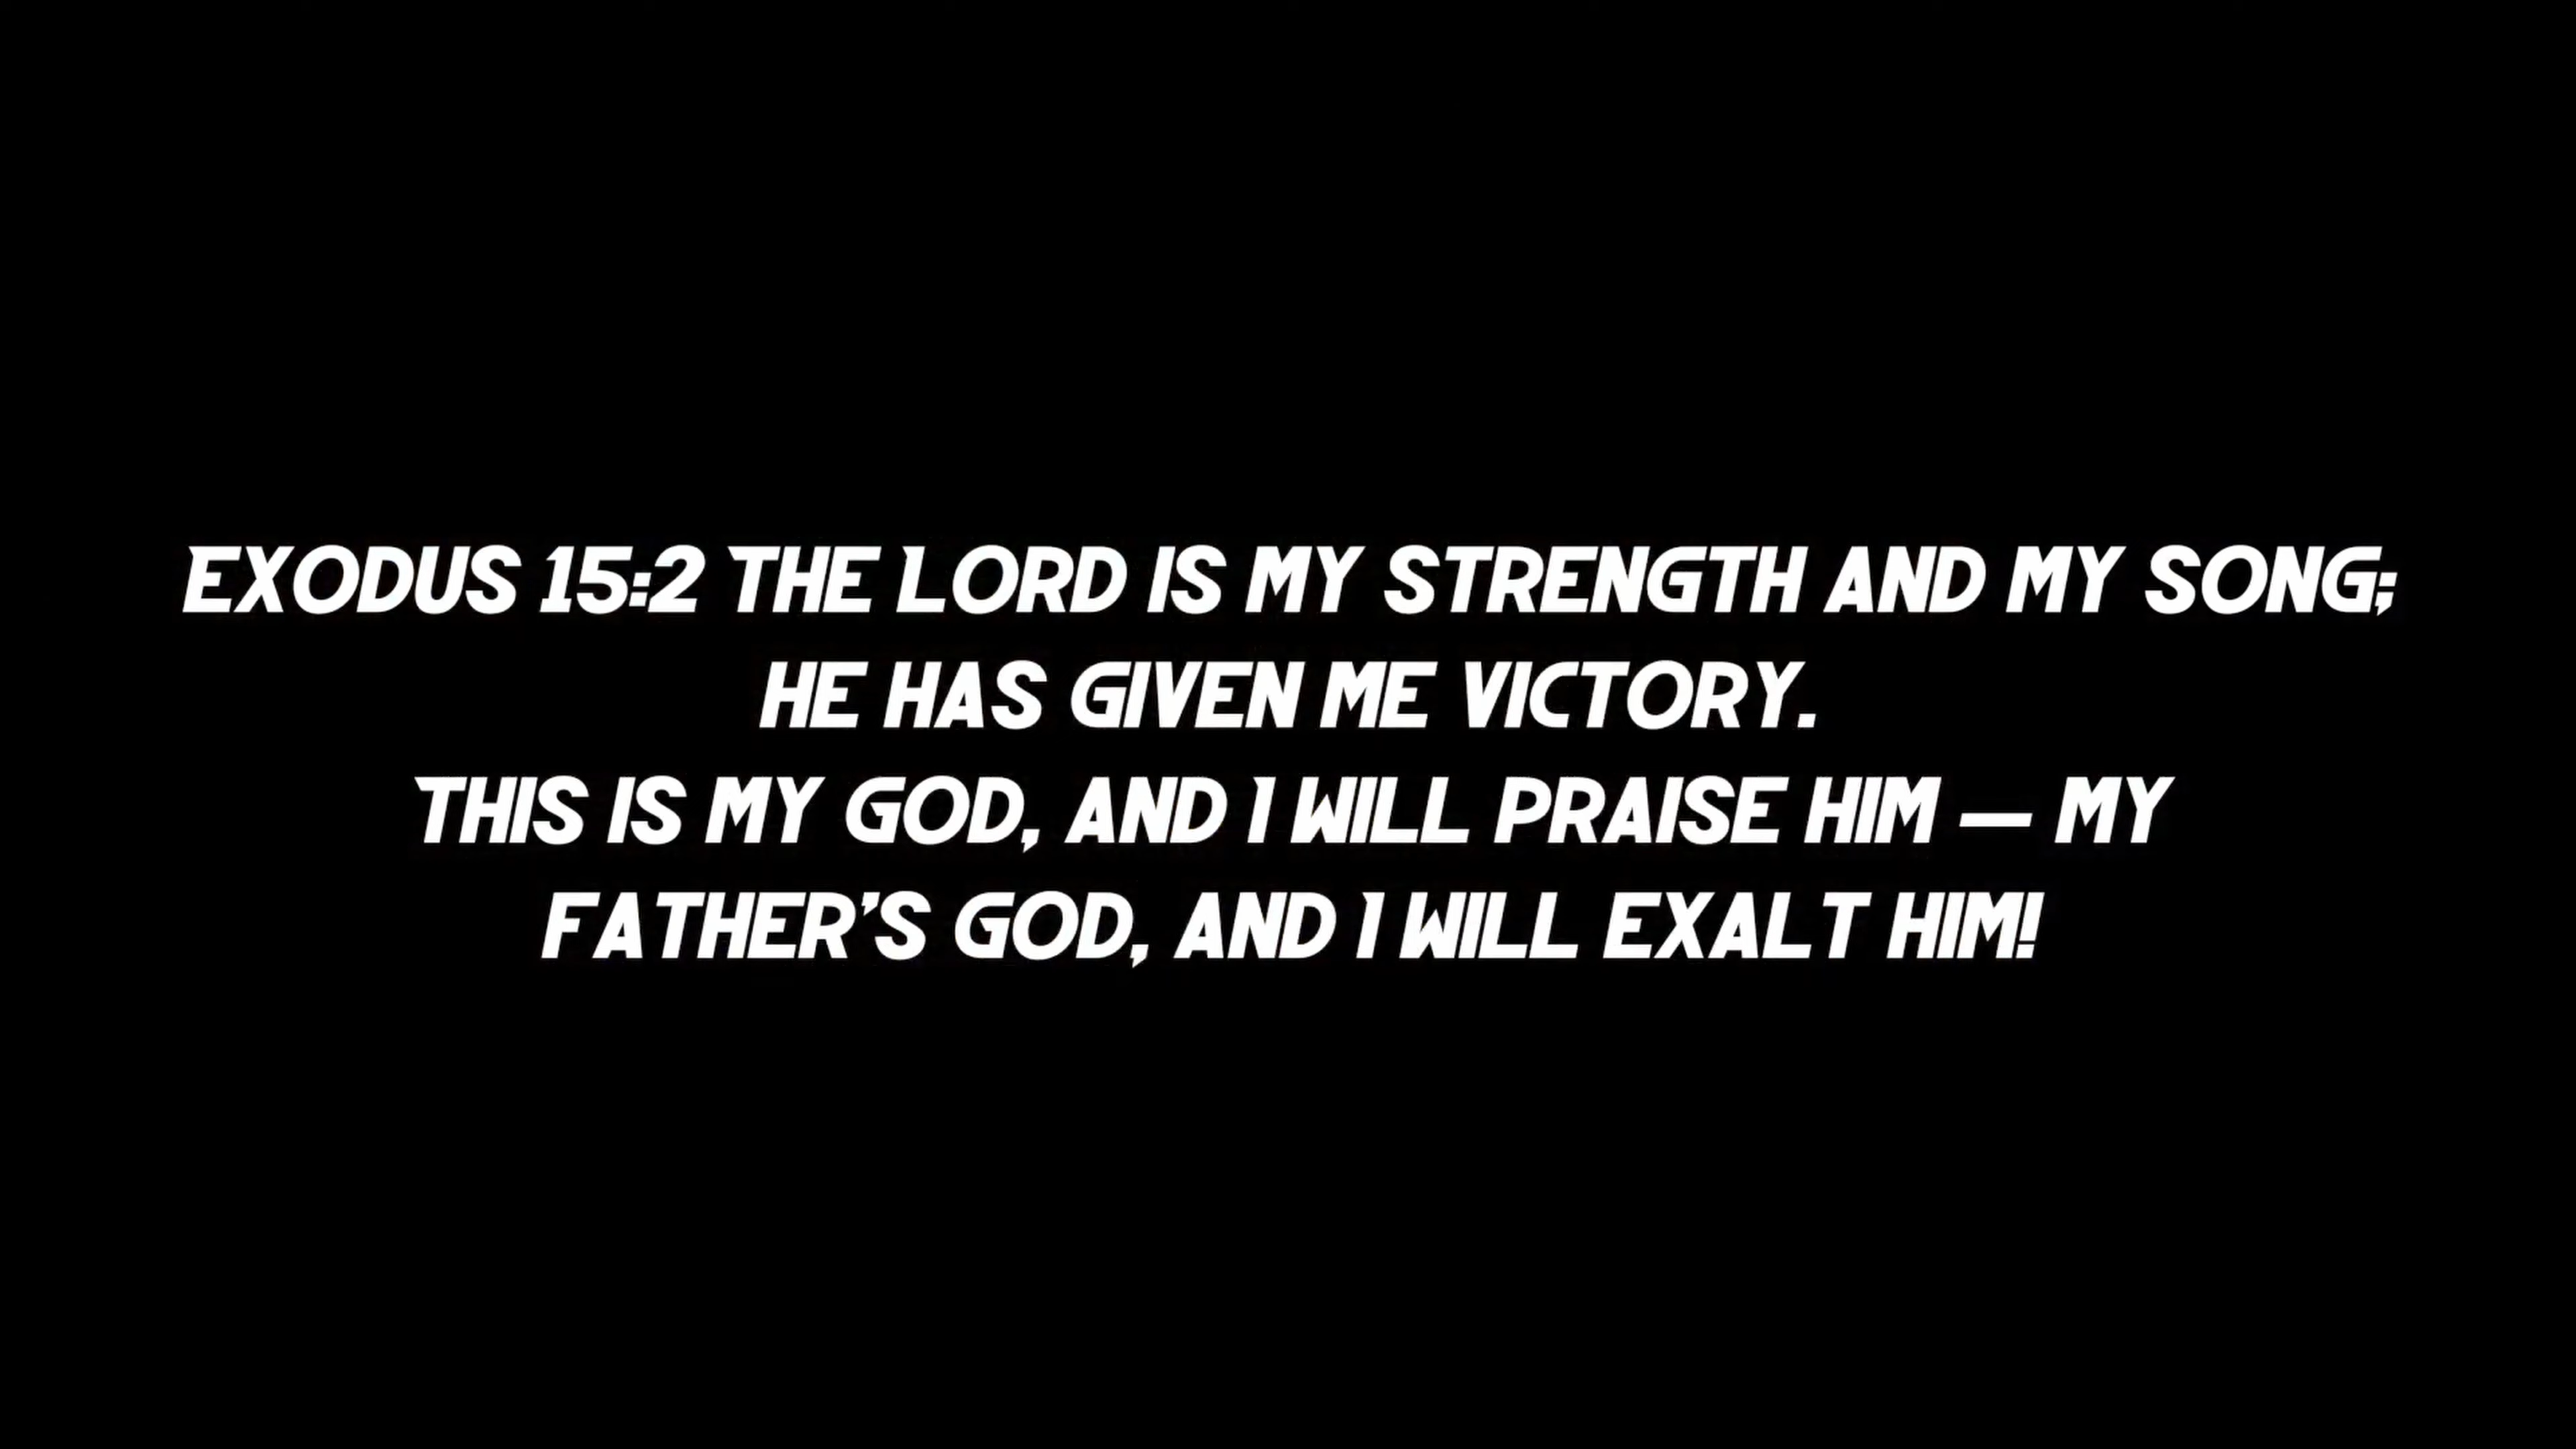 EXODUS 15:2 THE LORD IS MY STRENGTH AND MY SONG;
HE HAS GIVEN ME VICTORY.
THIS IS MY GOD, AND I WILL PRAISE HIM — MY
FATHER’S GOD, AND I WILL EXALT HIM!